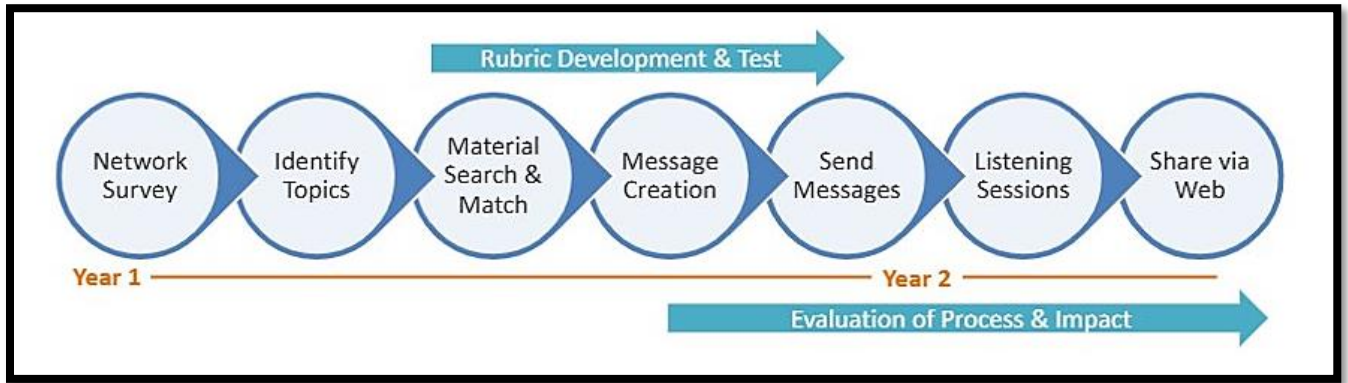 Rubric Development & Test
Network
Survey
Identify
Topics
Material
Search &
Match
Message
Creation
Send
Messages
Listening
Sessions
Share via
Web
Year 1
Year 2
Evaluation of Process & Impact